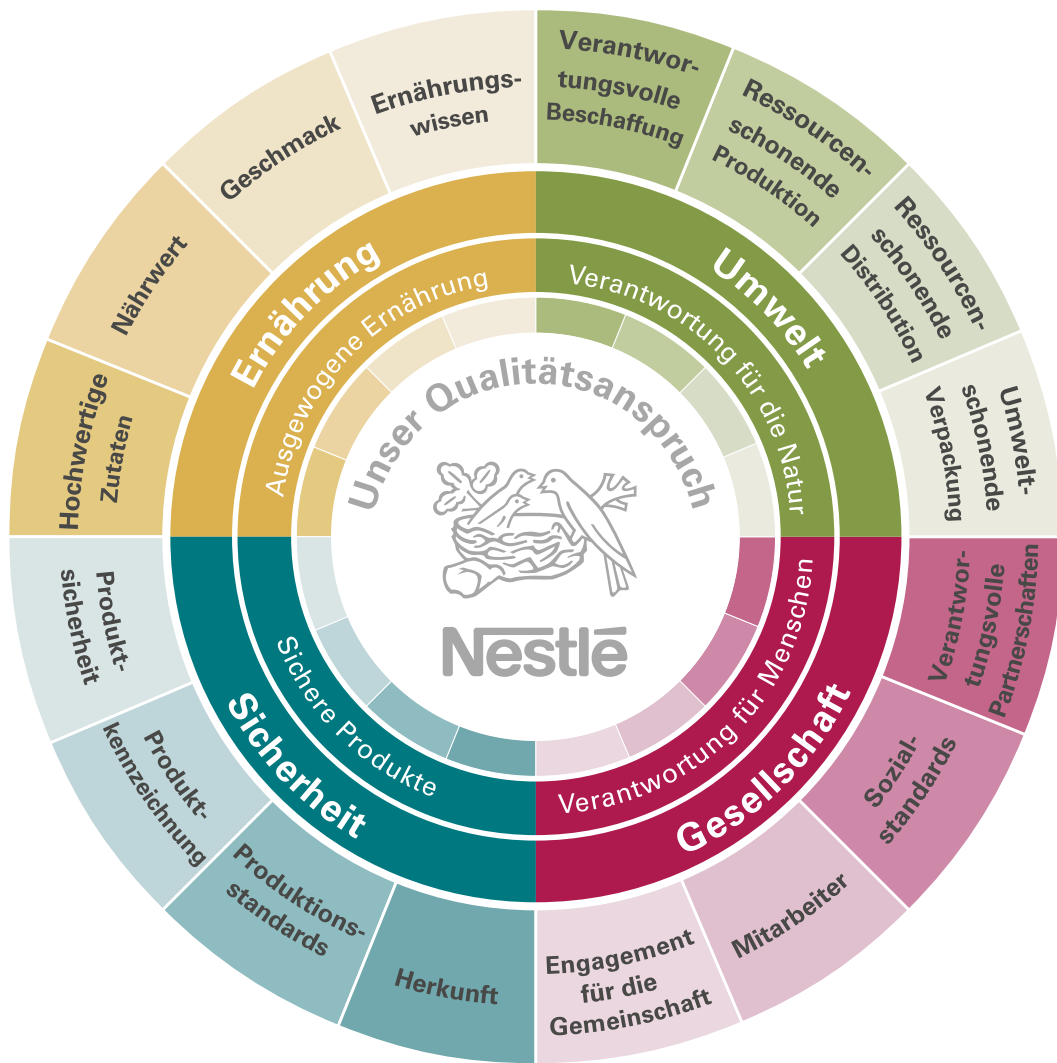 Unser Qualitätsanspruch
Nestlé
Ernährung
Ausgewogene Ernährung
Hochwertige
Zutaten
Nährwert
Geschmack
Ernährungs-
wissen
Umwelt
Verantwortung für die Natur
Verantwor-
tungsvolle
Beschaffung
Ressourcen-
schonende
Produktion
Ressourcen-
schonende
Distribution
Umwelt-
schonende
Verpackung
Gesellschaft
Verantwortung für Menschen
Verantwor-
tungsvolle
Partnerschaften
Sozial-
standards
Mitarbeiter
Engagement
für die
Gemeinschaft
Sicherheit
Sichere Produkte
Herkunft
Produktions-
standards
Produkt-
kennzeichnung
Produkt-
sicherheit